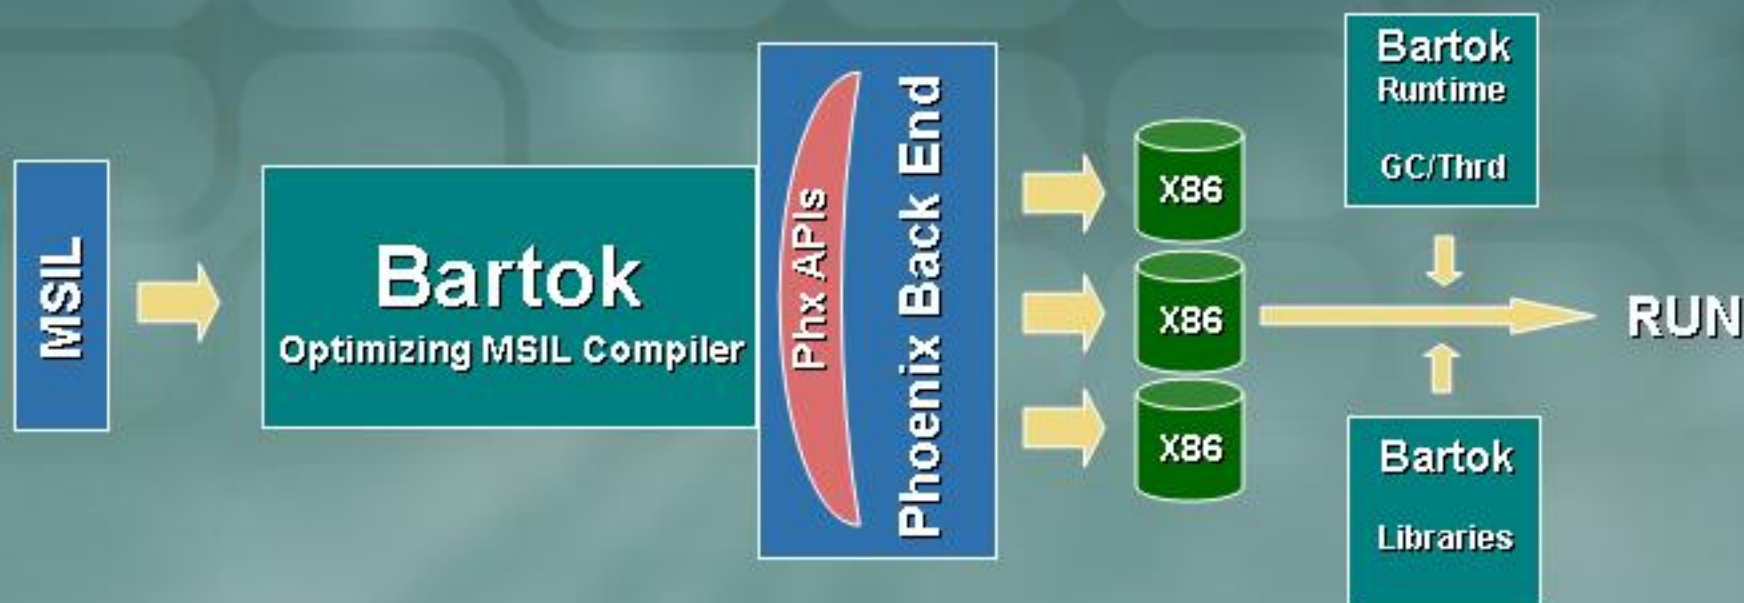 MSIL
Bartok
Optimizing MSIL Compiler
Phx APIs
Phoenix Back End
X86
X86
X86
Bartok
Runtime
GC/Thrd
Bartok
Libraries
RUN